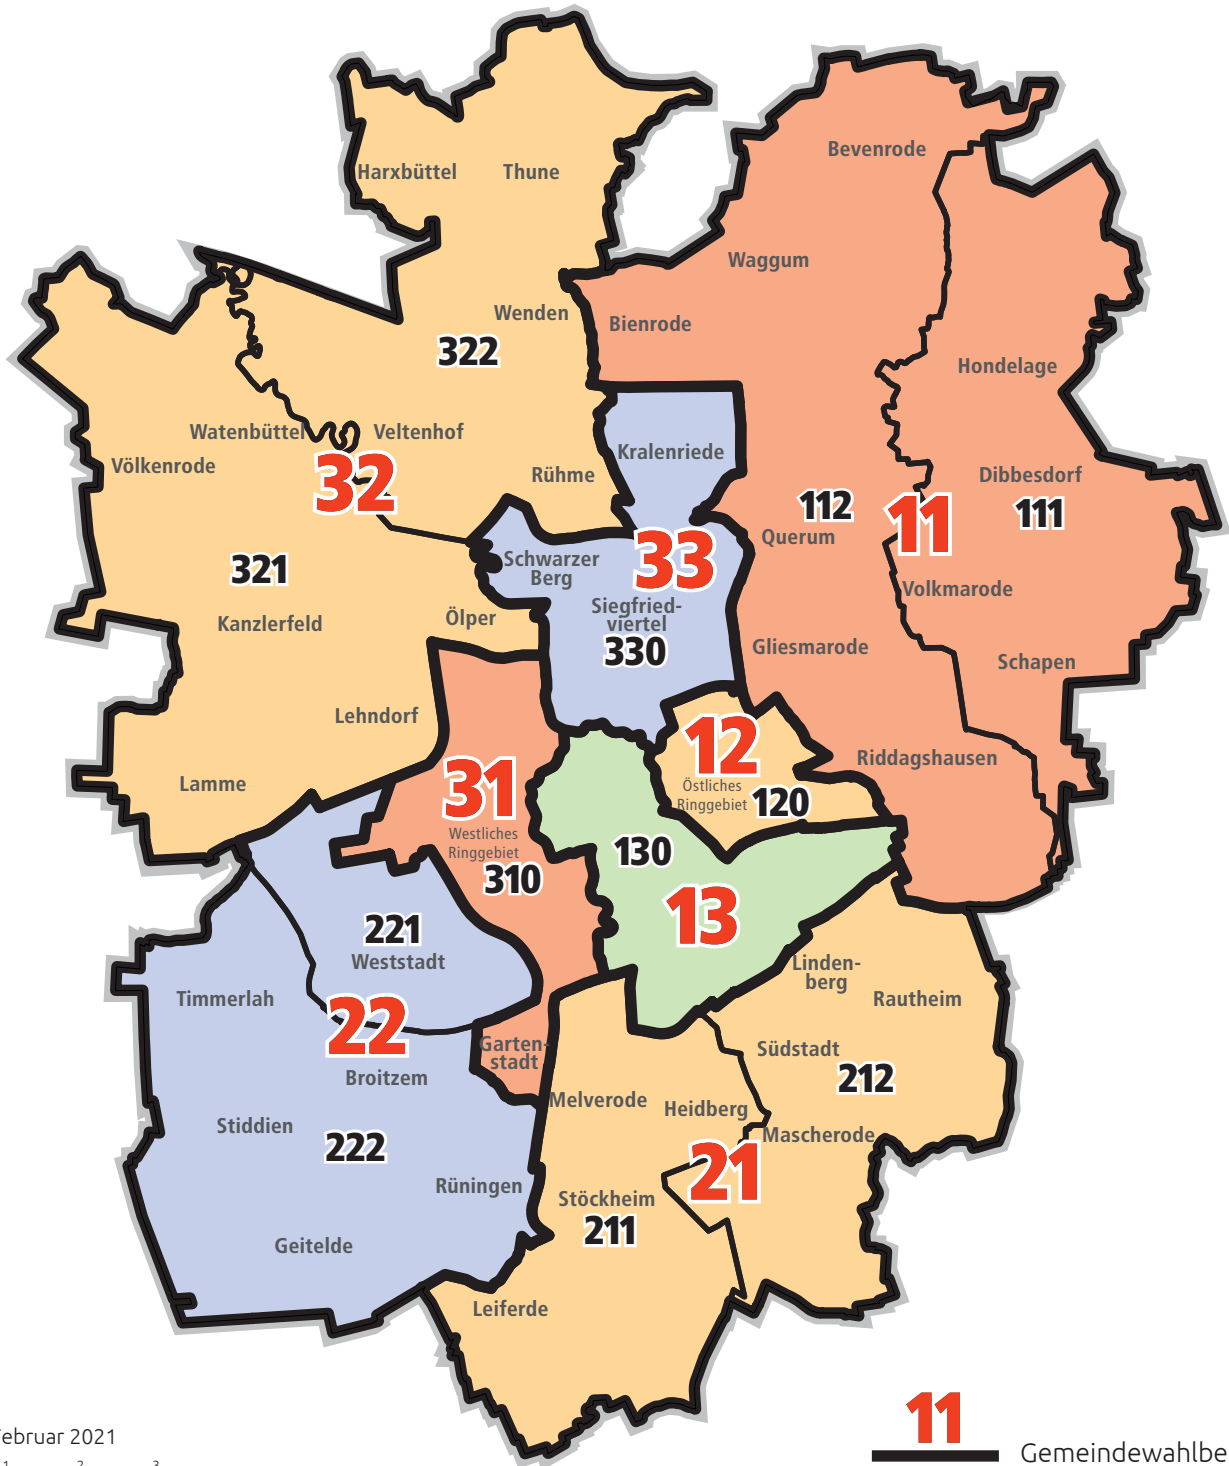 Harxbüttel
Thune
Bevenrode
Waggum
Wenden
Bienrode
322
Hondelage
Watenbüttel
Veltenhof
Kralenriede
Völkenrode
Rühme
Dibbesdorf
32
112
11
111
Querum
33
Schwarzer
Berg
321
Volkmarode
Siegfried-
viertel
Kanzlerfeld
Ölper
330
Gliesmarode
Schapen
Lehndorf
12
Riddagshausen
31
Lamme
Östliches
Ringgebiet
120
Westliches
Ringgebiet
130
310
13
221
Weststadt
Linden-
berg
Timmerlah
Rautheim
22
Garten-
stadt
Südstadt
Broitzem
212
Melverode
Heidberg
Stiddien
Mascherode
222
21
Rüningen
Stöckheim
211
Geitelde
Leiferde
11
ebruar 2021
Gemeindewahlbe
1 2 3